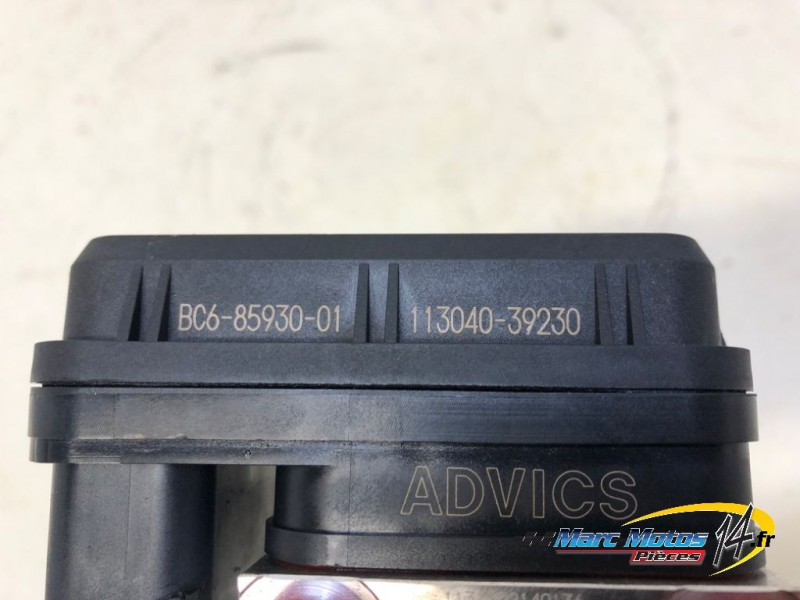 BC6-85930-01 113040-39230
ADVICS
Marc Motos 14.fr
Pièces